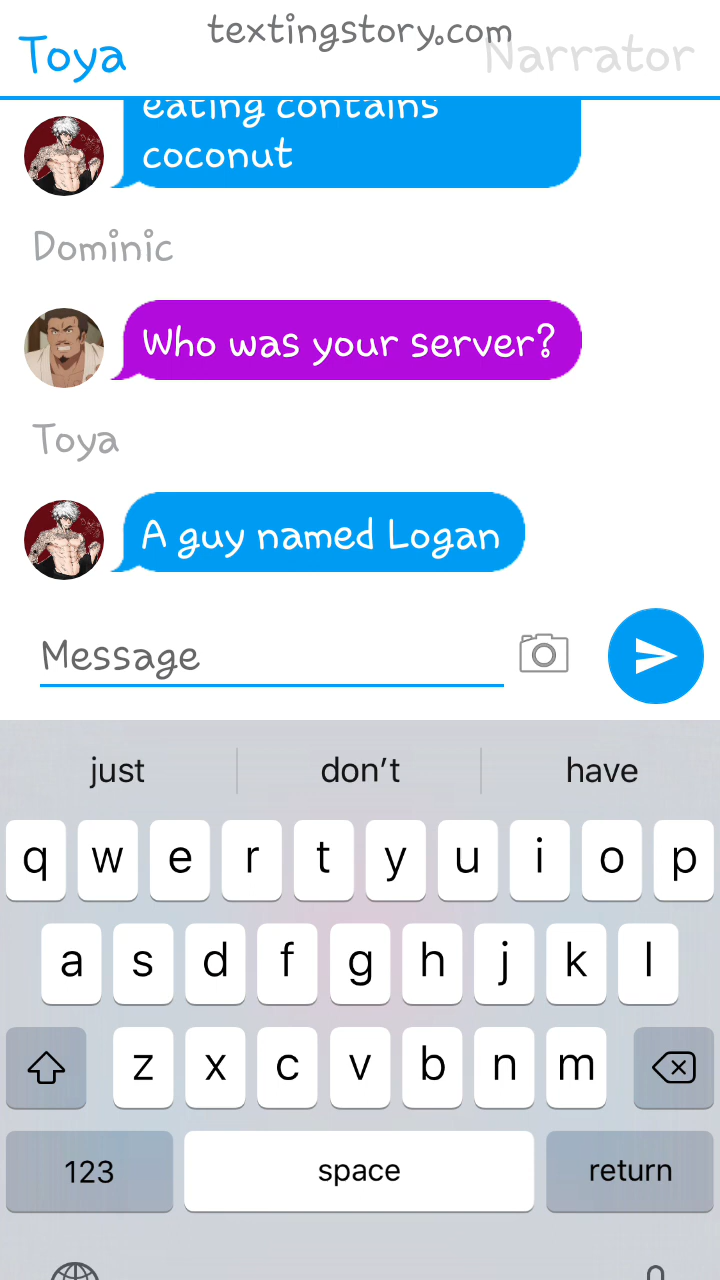 textingstory.com
Toya
Narrator
eating contains
coconut
Dominic
Who was your server?
Toya
A guy named Logan
Message
just don't have
q w e r t y u i o p
a s d f g h j k l
z x c v b n m
123 space return